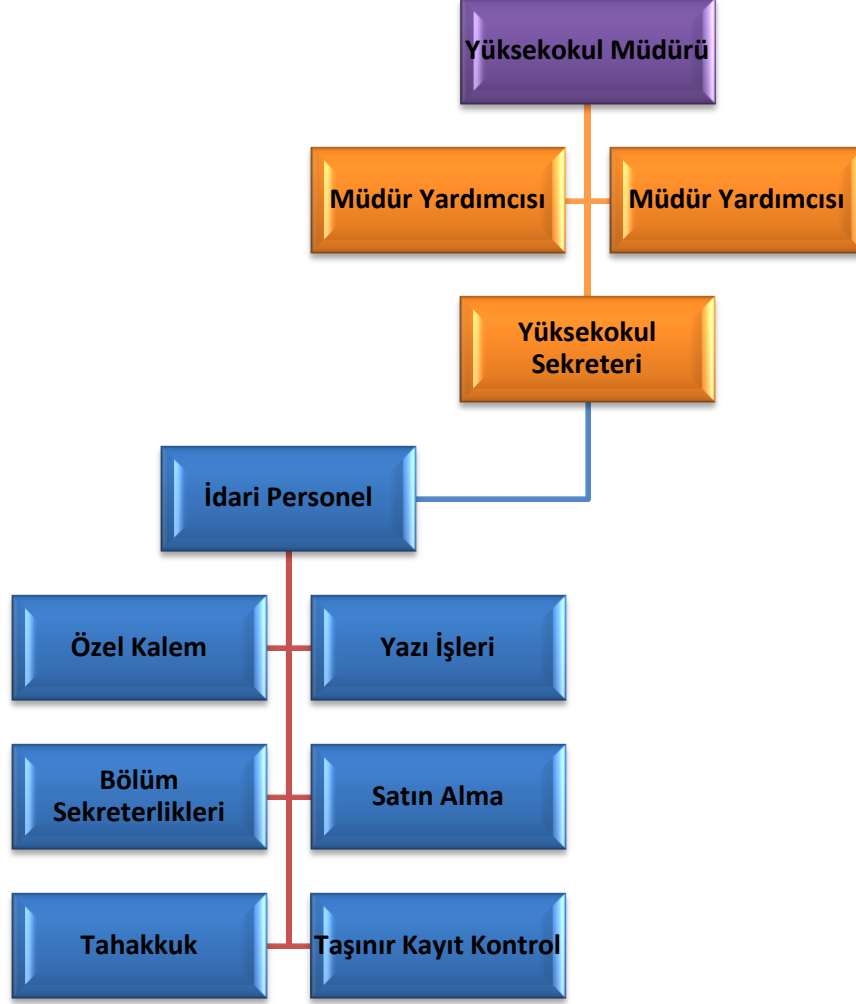 Yüksekokul Müdürü
Müdür Yardımcısı
Müdür Yardımcısı
Yüksekokul
Sekreteri
İdari Personel
Özel Kalem
Yazı İşleri
Bölüm
Sekreterlikleri
Satın Alma
Tahakkuk
Taşınır Kayıt Kontrol